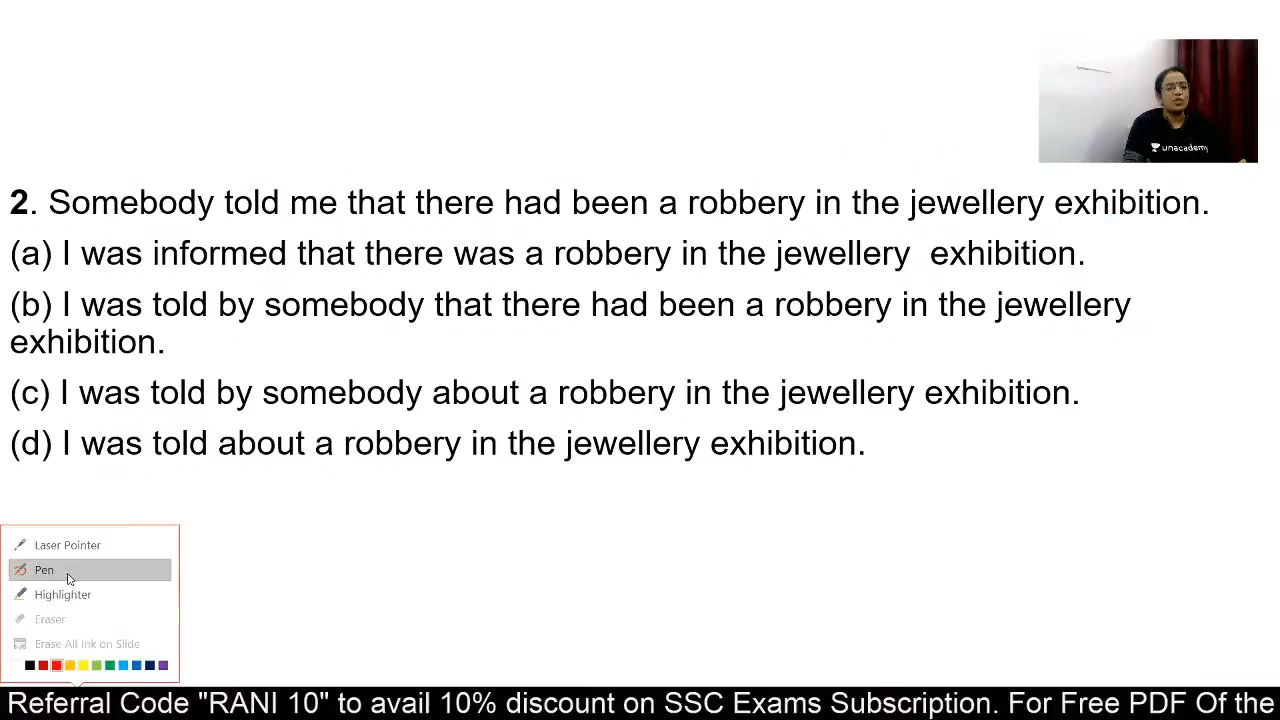 unacademy
2. Somebody told me that there had been a robbery in the jewellery exhibition.
(a) I was informed that there was a robbery in the jewellery  exhibition.
(b) I was told by somebody that there had been a robbery in the jewellery
exhibition.
(c) I was told by somebody about a robbery in the jewellery exhibition.
(d) I was told about a robbery in the jewellery exhibition.
Laser Pointer
Pen
Highlighter
Eraser
Erase All Ink on Slide
Referral Code "RANI 10" to avail 10% discount on SSC Exams Subscription. For Free PDF Of the